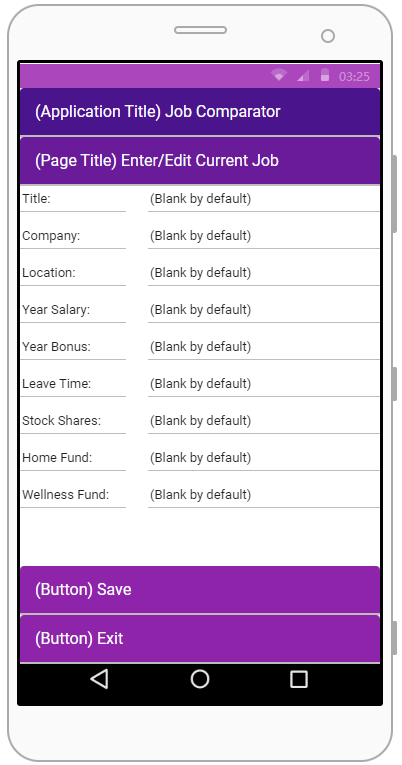 03:25
(Application Title) Job Comparator
(Page Title) Enter/Edit Current Job
Title: (Blank by default)
Company: (Blank by default)
Location: (Blank by default)
Year Salary: (Blank by default)
Year Bonus: (Blank by default)
Leave Time: (Blank by default)
Stock Shares: (Blank by default)
Home Fund: (Blank by default)
Wellness Fund: (Blank by default)
(Button) Save
(Button) Exit